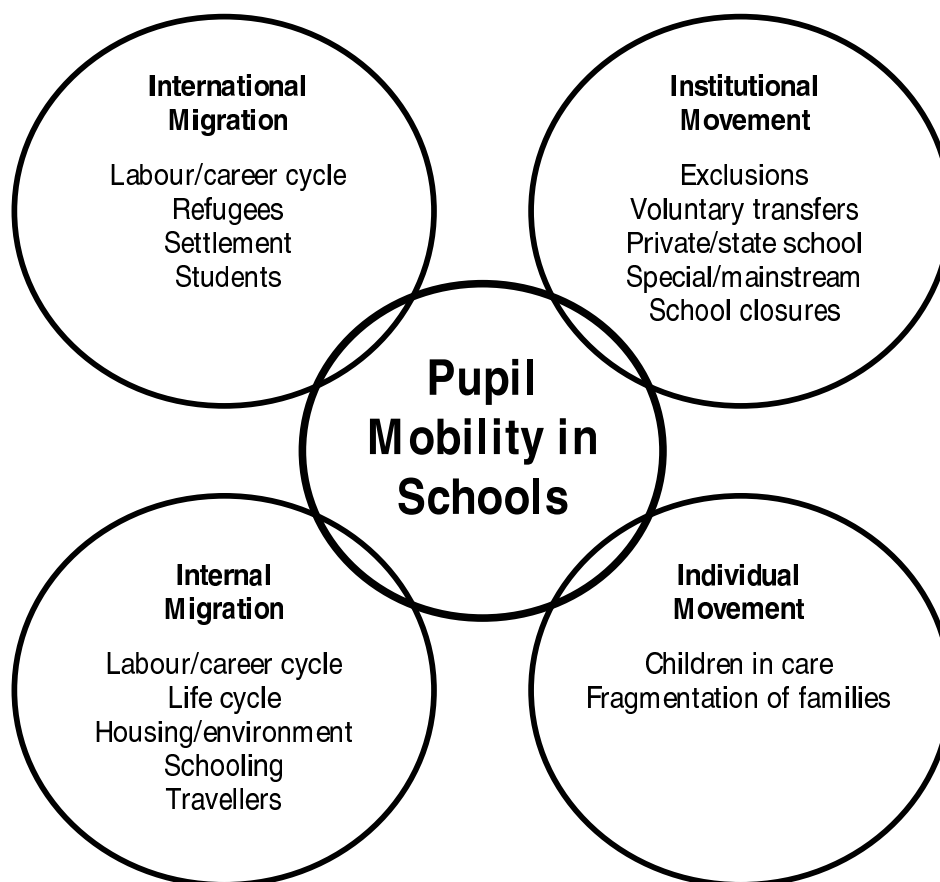 International
Migration
Labour/career cycle
Refugees
Settlement
Students
Institutional
Movement
Exclusions
Voluntary transfers
Private/state school
Special/mainstream
School closures
Pupil
Mobility in
Schools
Internal
Migration
Labour/career cycle
Life cycle
Housing/environment
Schooling
Travellers
Individual
Movement
Children in care
Fragmentation of families